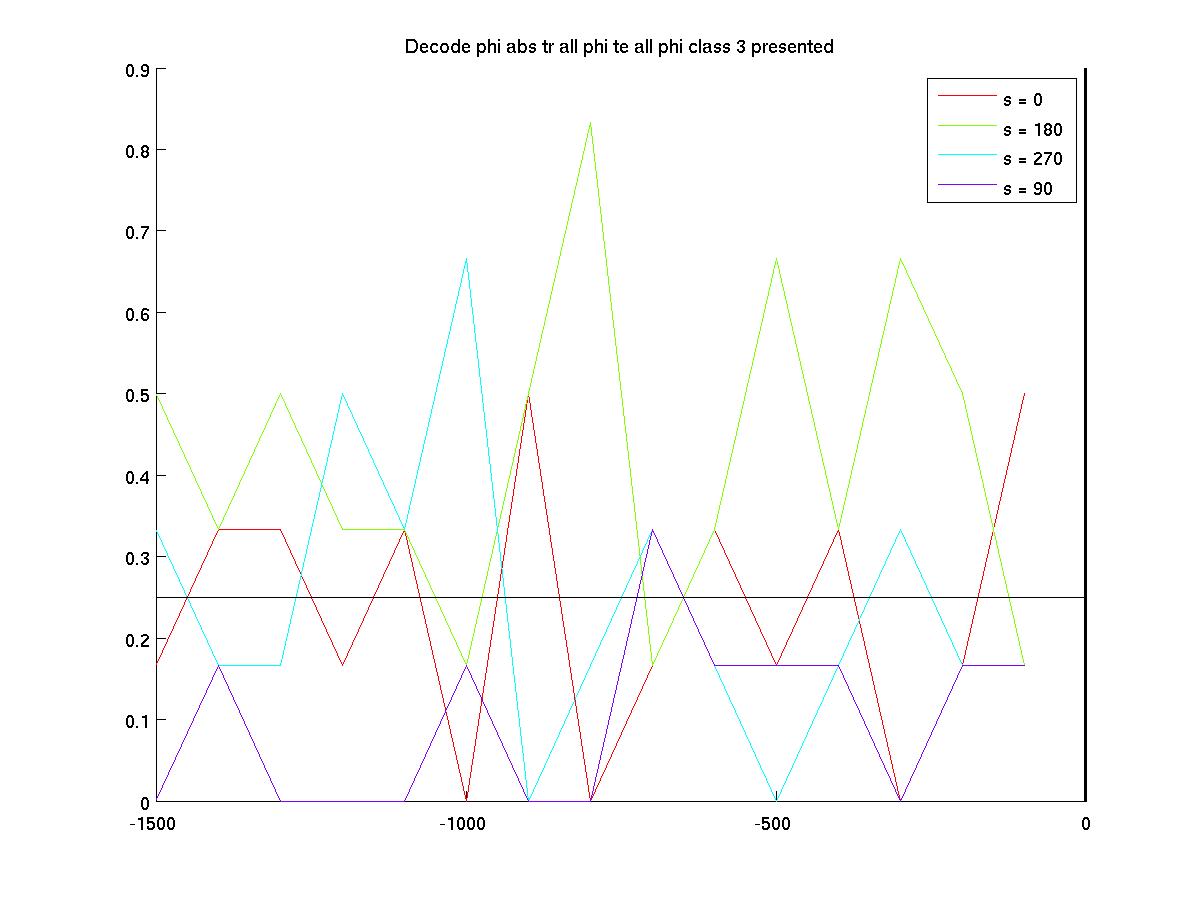 Decode phi abs tr all phi te all phi class 3 presented
0.9
0.8
0.7
0.6
0.5
0.4
0.3
0.2
0.1
0
-1500
-1000
-500
0
s = 0
s = 180
s = 270
s = 90